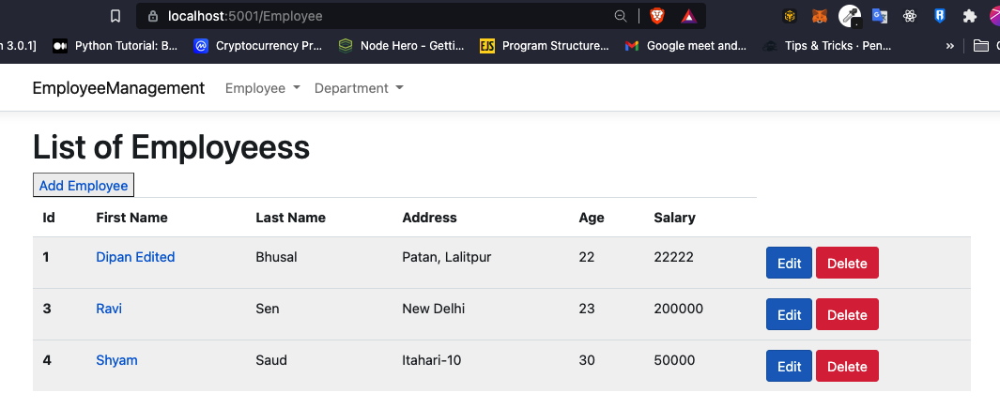 localhost:5001/Employee
n 3.0.1] Python Tutorial: B... Cryptocurrency Pr... Node Hero - Getti... EJS Program Structure... Google meet and... Tips & Tricks · Pen... »
EmployeeManagement Employee Department
List of Employeess
Add Employee
Id First Name Last Name Address Age Salary
1 Dipan Edited Bhusal Patan, Lalitpur 22 22222 Edit Delete
3 Ravi Sen New Delhi 23 200000 Edit Delete
4 Shyam Saud Itahari-10 30 50000 Edit Delete